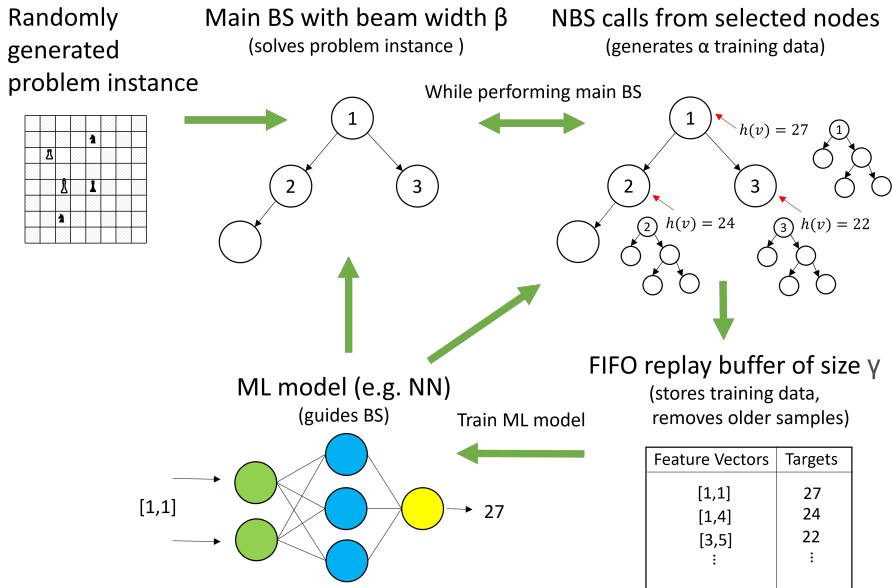 Randomly
generated
problem instance
Main BS with beam width β
(solves problem instance )
NBS calls from selected nodes
(generates α training data)
While performing main BS
1
2
3
1
2
3
h(v) = 27
h(v) = 24
h(v) = 22
1
2
3
ML model (e.g. NN)
(guides BS)
[1,1]
27
Train ML model
FIFO replay buffer of size γ
(stores training data,
removes older samples)
Feature Vectors Targets
[1,1] 27
[1,4] 24
[3,5] 22
⋮ ⋮